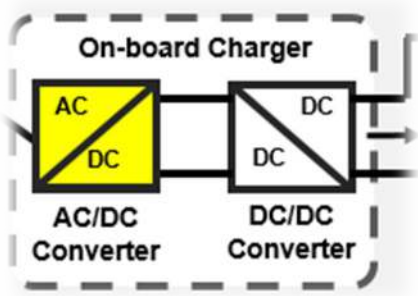 On-board Charger
AC
DC
DC
DC
AC/DC
Converter
DC/DC
Converter